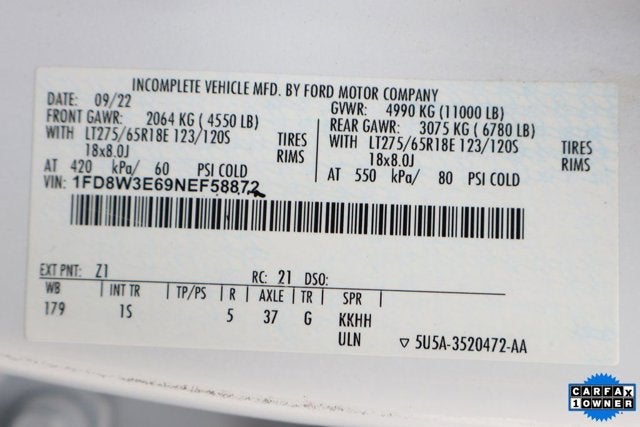 INCOMPLETE VEHICLE MFD. BY FORD MOTOR COMPANY
DATE: 09/22 GVWR: 4990 KG (11000 LB)
FRONT GAWR: 2064 KG (4550 LB) REAR GAWR: 3075 KG (6780 LB)
WITH LT275/65R18E 123/120S TIRES WITH LT275/65R18E 123/120S TIRES
18x8.0J RIMS 18x8.0J RIMS
AT 420 kPa/ 60 PSI COLD AT 550 kPa/ 80 PSI COLD
VIN: 1FD8W3E69NEF58872
EXT PNT: Z1 RC: 21 DSO:
WB INT TR TP/PS R AXLE TR SPR
179 1S 5 37 G KKHH
ULN ▽ 5U5A-3520472-AA
CARFAX
1 OWNER